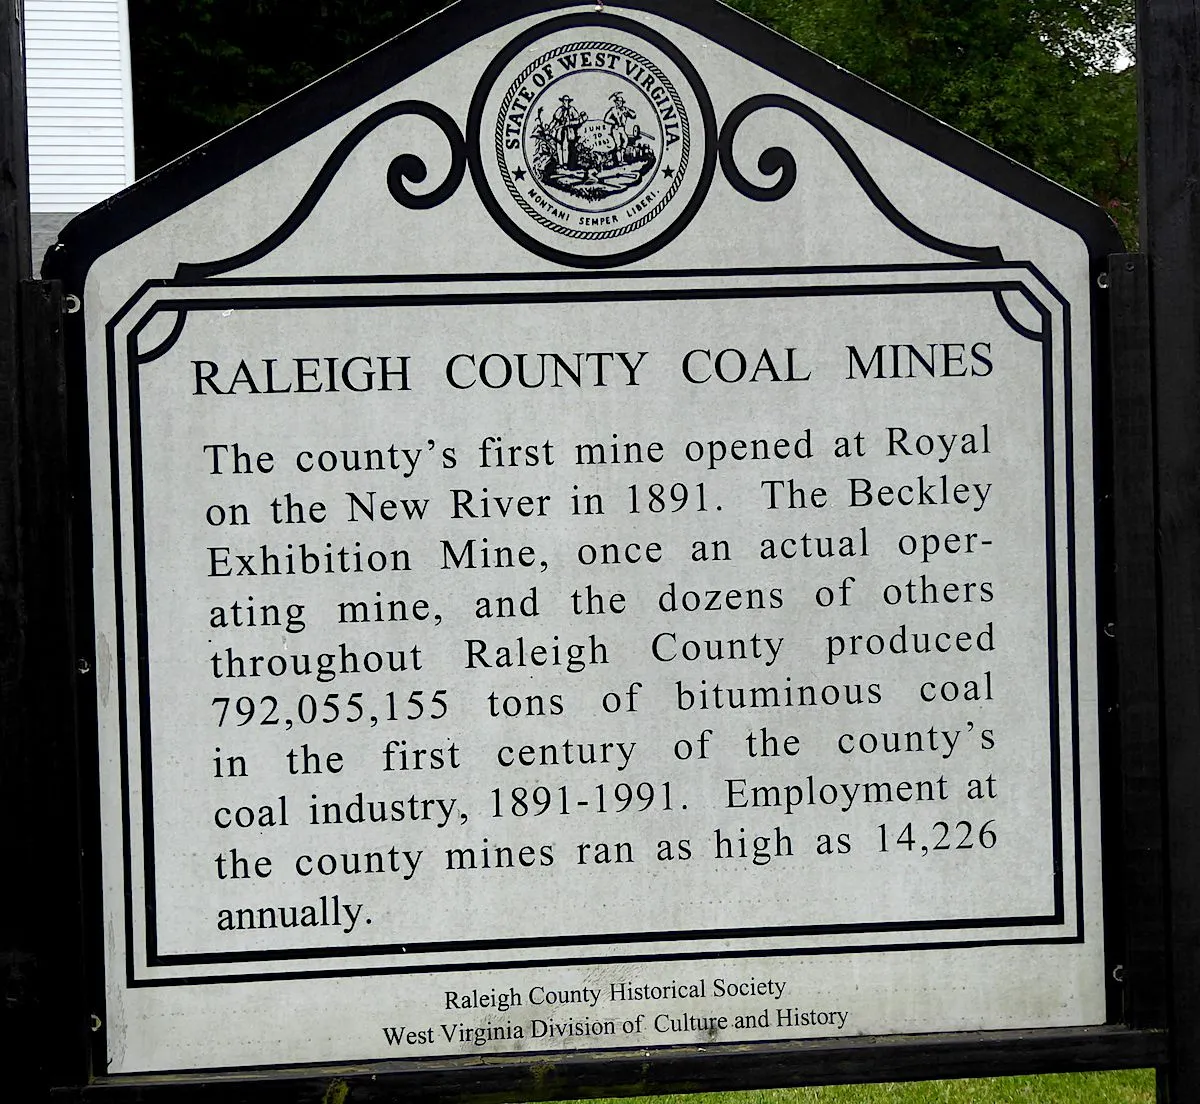 STATE OF WEST VIRGINIA
JUNE
20
1863
MONTANI SEMPER LIBERI.
RALEIGH COUNTY COAL MINES
The county's first mine opened at Royal
on the New River in 1891. The Beckley
Exhibition Mine, once an actual oper-
ating mine, and the dozens of others
throughout Raleigh County produced
792,055,155 tons of bituminous coal
in the first century of the county's
coal industry, 1891-1991. Employment at
the county mines ran as high as 14,226
annually.
Raleigh County Historical Society
West Virginia Division of Culture and History